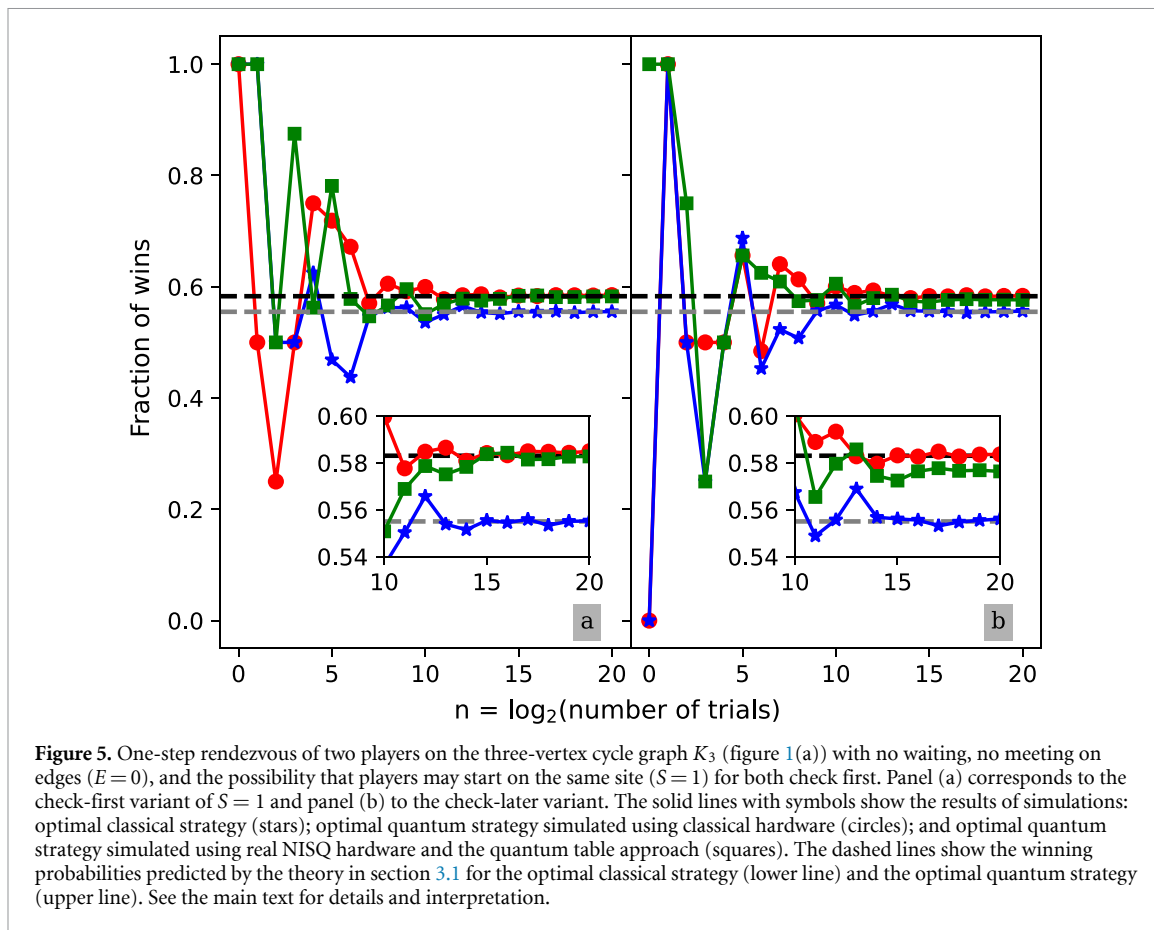 1.0
0.8
0.6
0.4
0.2
0.0
Fraction of wins
0.60
0.58
0.56
0.54
10 15 20
a
0.60
0.58
0.56
0.54
10 15 20
b
0 5 10 15 20 0 5 10 15 20
n = log₂(number of trials)
Figure 5. One-step rendezvous of two players on the three-vertex cycle graph K₃ (figure 1(a)) with no waiting, no meeting on
edges (E = 0), and the possibility that players may start on the same site (S = 1) for both check first. Panel (a) corresponds to the
check-first variant of S = 1 and panel (b) to the check-later variant. The solid lines with symbols show the results of simulations:
optimal classical strategy (stars); optimal quantum strategy simulated using classical hardware (circles); and optimal quantum
strategy simulated using real NISQ hardware and the quantum table approach (squares). The dashed lines show the winning
probabilities predicted by the theory in section 3.1 for the optimal classical strategy (lower line) and the optimal quantum strategy
(upper line). See the main text for details and interpretation.